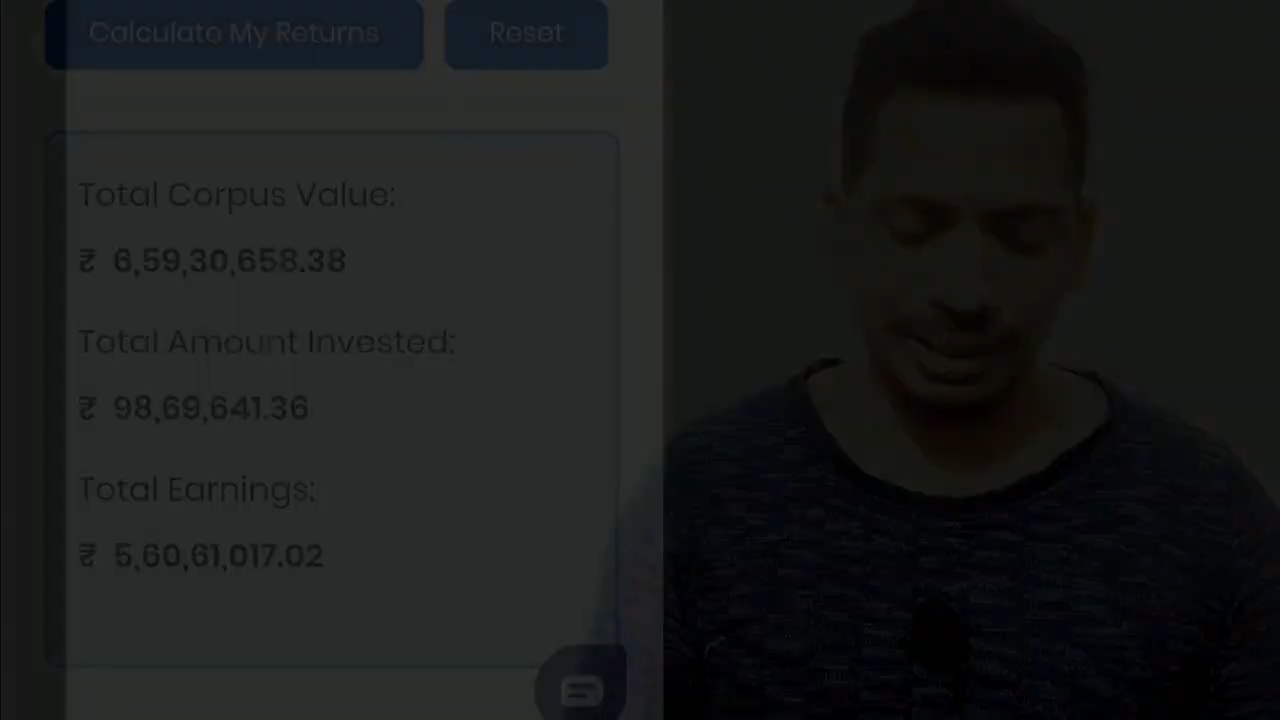 Calculate My Returns Reset
Total Corpus Value:
₹ 6,59,30,658.38
Total Amount Invested:
₹ 98,69,641.36
Total Earnings:
₹ 5,60,61,017.02